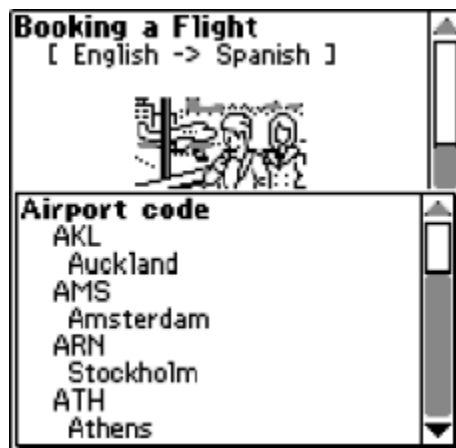 Booking a Flight
[ English -> Spanish ]
Airport code
AKL
Auckland
AMS
Amsterdam
ARN
Stockholm
ATH
Athens